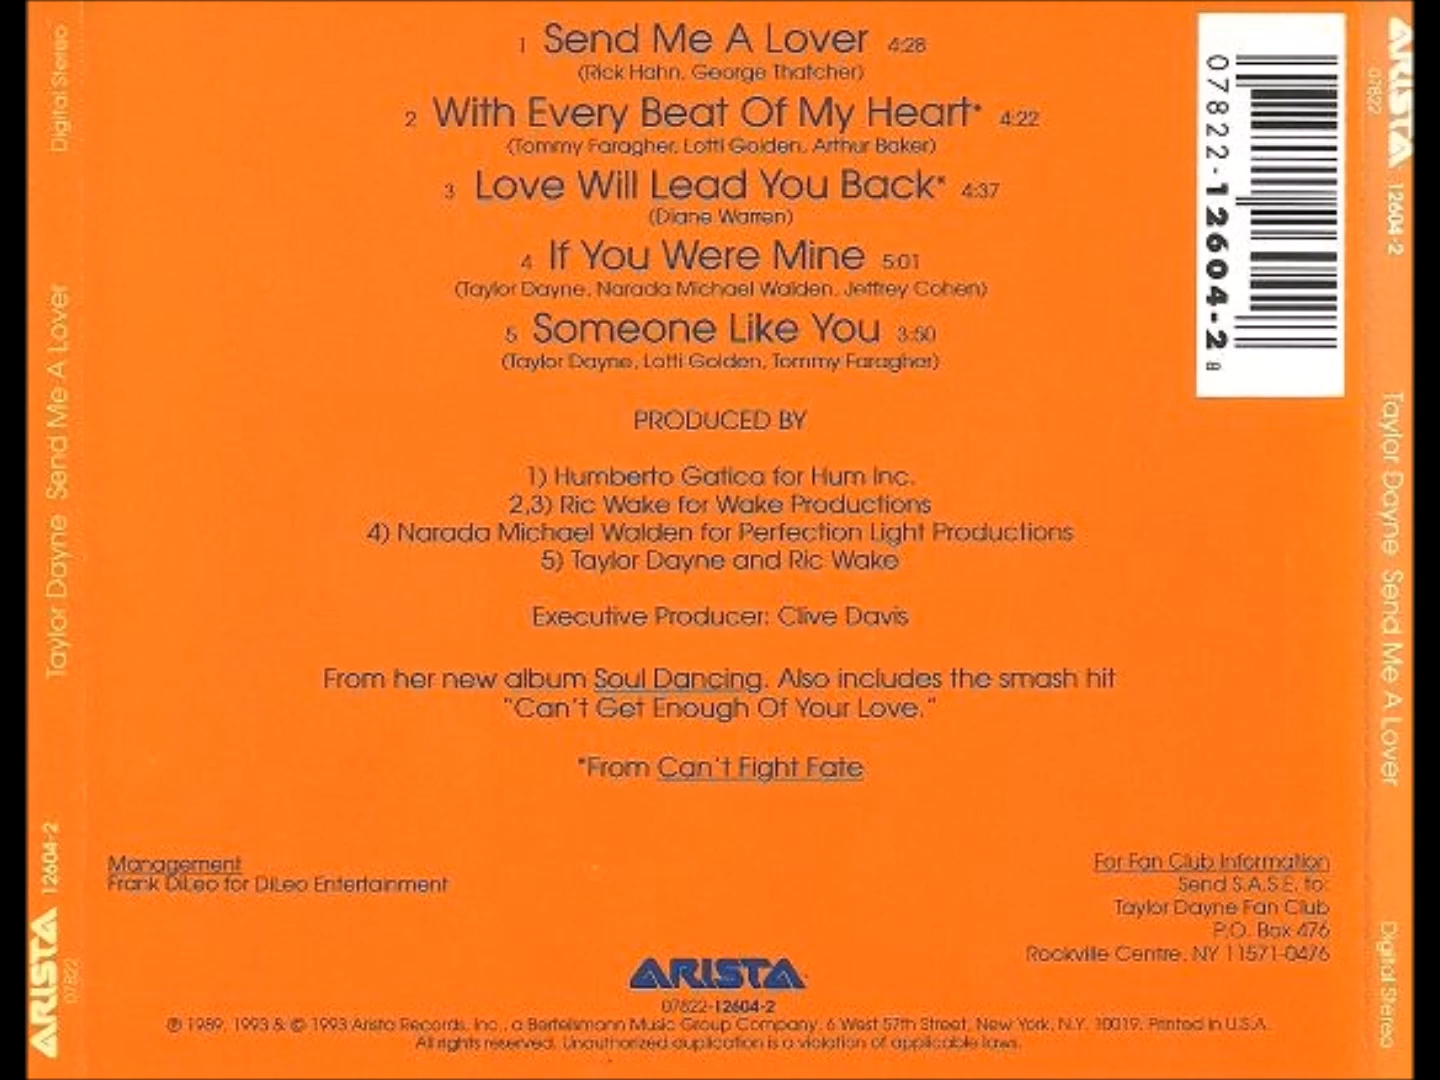 1 Send Me A Lover 4:28
(Rick Hahn, George Thatcher)
2 With Every Beat Of My Heart* 4:22
(Tommy Faragher, Lotti Golden, Arthur Baker)
3 Love Will Lead You Back* 4:37
(Diane Warren)
4 If You Were Mine 5:01
(Taylor Dayne, Narada Michael Walden, Jeffrey Cohen)
5 Someone Like You 3:50
(Taylor Dayne, Lotti Golden, Tommy Faragher)
PRODUCED BY
1) Humberto Gatica for Hum Inc.
2,3) Ric Wake for Wake Productions
4) Narada Michael Walden for Perfection Light Productions
5) Taylor Dayne and Ric Wake
Executive Producer: Clive Davis
From her new album Soul Dancing. Also includes the smash hit
"Can't Get Enough Of Your Love."
*From Can't Fight Fate
Management
Frank DiLeo for DiLeo Entertainment
For Fan Club Information
Send S.A.S.E. to:
Taylor Dayne Fan Club
P.O. Box 476
Rockville Centre, NY 11571-0476
ARISTA
07822-12604-2
℗ 1989, 1993 & © 1993 Arista Records, Inc., a Bertelsmann Music Group Company, 6 West 57th Street, New York, N.Y. 10019. Printed in U.S.A.
All rights reserved. Unauthorized duplication is a violation of applicable laws.
ARISTA 07822 12604-2 Taylor Dayne Send Me A Lover Digital Stereo
07822-12604-2 8
ARISTA 07822 12604-2 Taylor Dayne Send Me A Lover Digital Stereo